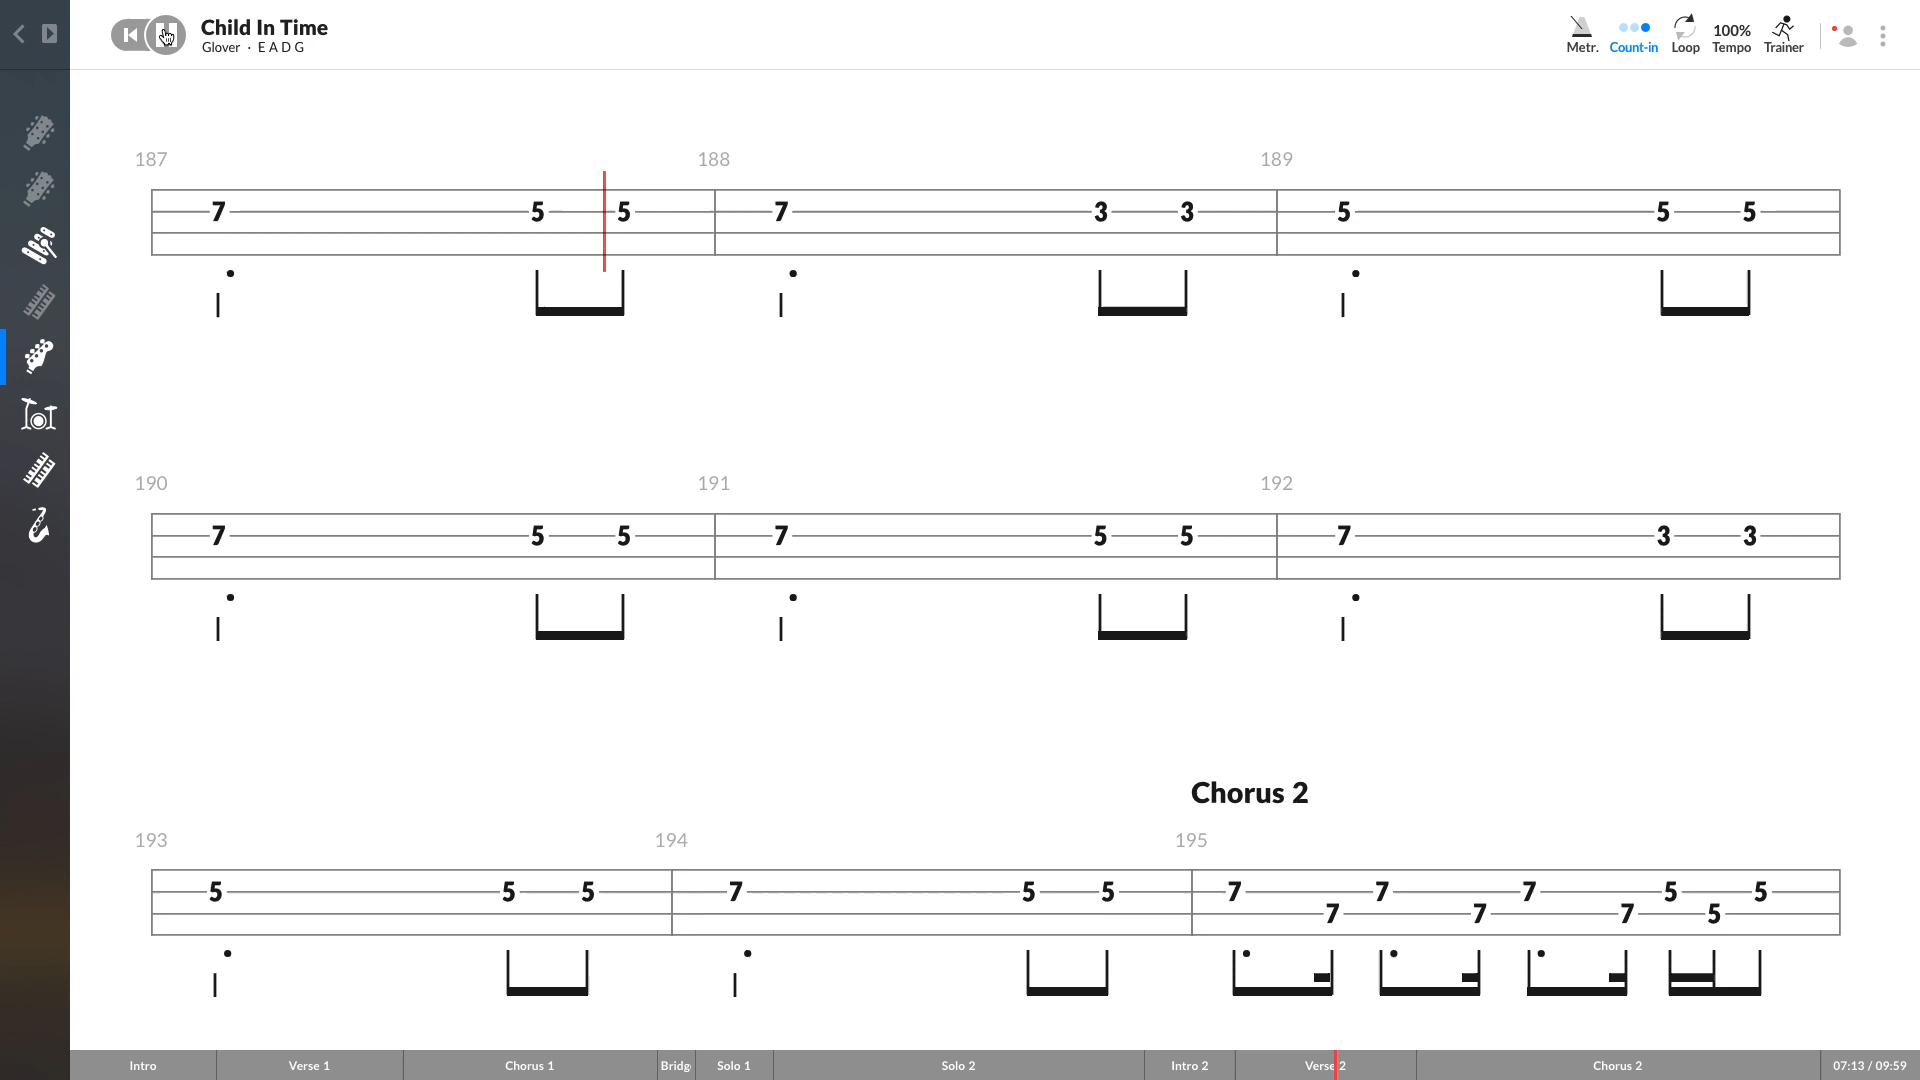 Child In Time
Glover · E A D G
Metr. Count-in Loop 100% Tempo Trainer
187 188 189
7 5 5 7 3 3 5 5 5
190 191 192
7 5 5 7 5 5 7 3 3
Chorus 2
193 194 195
5 5 5 7 5 5 7 7 7 7 7 7 5 5 5
Intro Verse 1 Chorus 1 Bridg Solo 1 Solo 2 Intro 2 Verse 2 Chorus 2 07:13 / 09:59